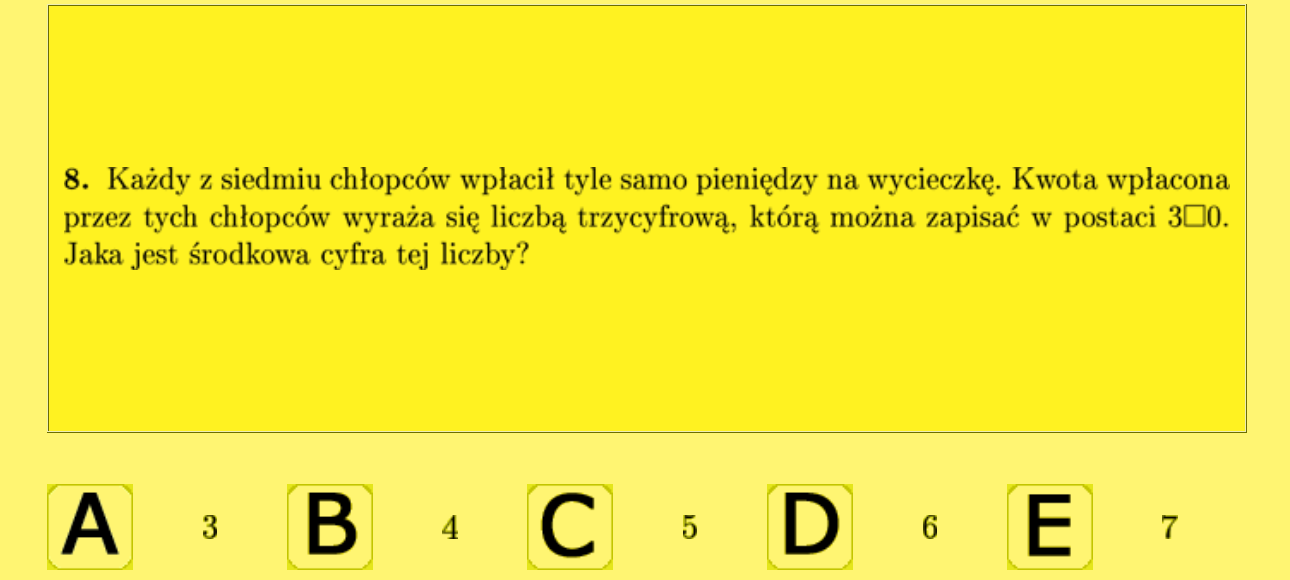 8. Każdy z siedmiu chłopców wpłacił tyle samo pieniędzy na wycieczkę. Kwota wpłacona
przez tych chłopców wyraża się liczbą trzycyfrową, którą można zapisać w postaci 3□0.
Jaka jest środkowa cyfra tej liczby?
A 3 B 4 C 5 D 6 E 7